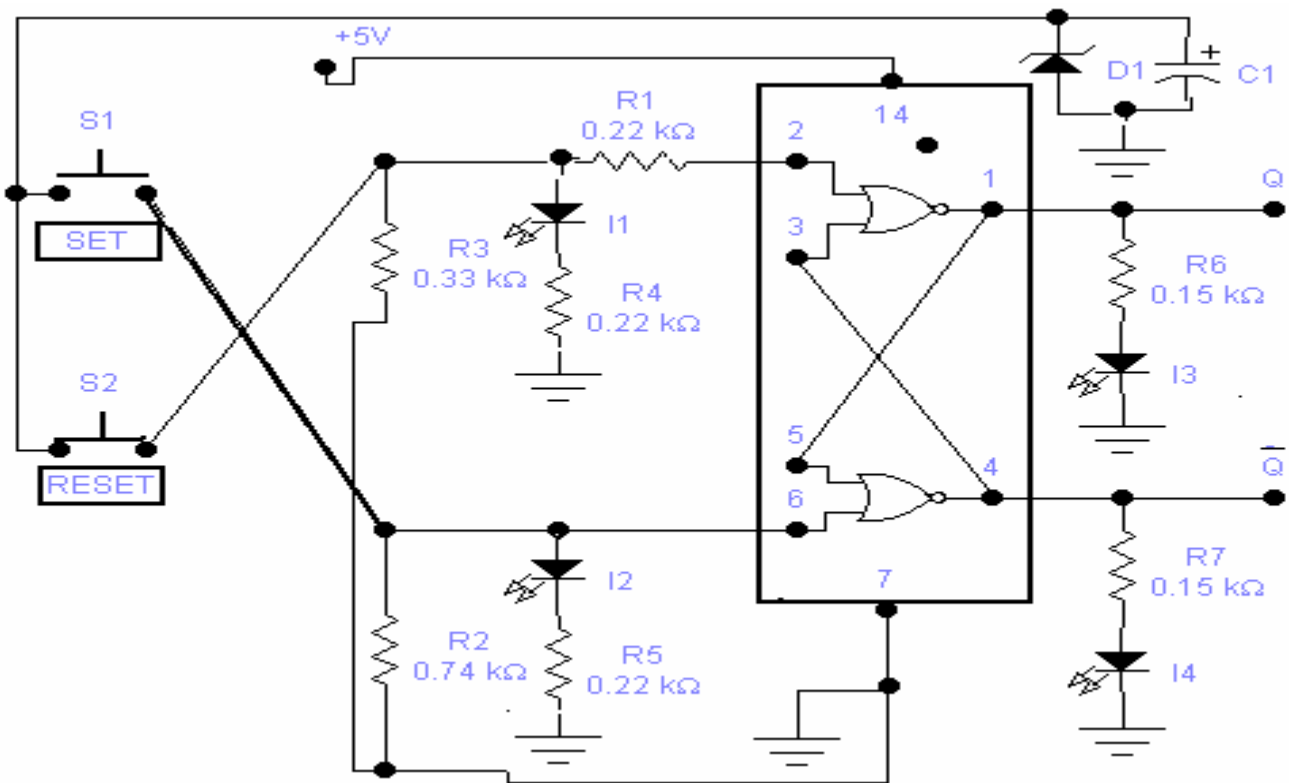 +5V
D1
+
C1
S1
R1
0.22 kΩ
14
2
1
Q
SET
I1
3
R3
0.33 kΩ
R4
0.22 kΩ
R6
0.15 kΩ
I3
S2
5
4
Q̅
RESET
6
I2
7
R7
0.15 kΩ
R2
0.74 kΩ
R5
0.22 kΩ
I4